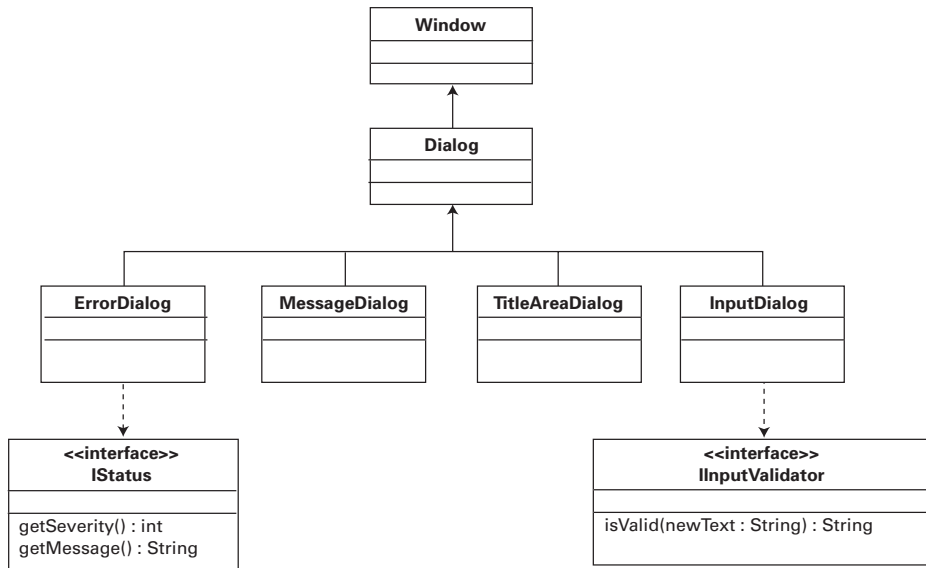 Window
Dialog
ErrorDialog
MessageDialog
TitleAreaDialog
InputDialog
<<interface>>
IStatus
getSeverity() : int
getMessage() : String
<<interface>>
IInputValidator
isValid(newText : String) : String